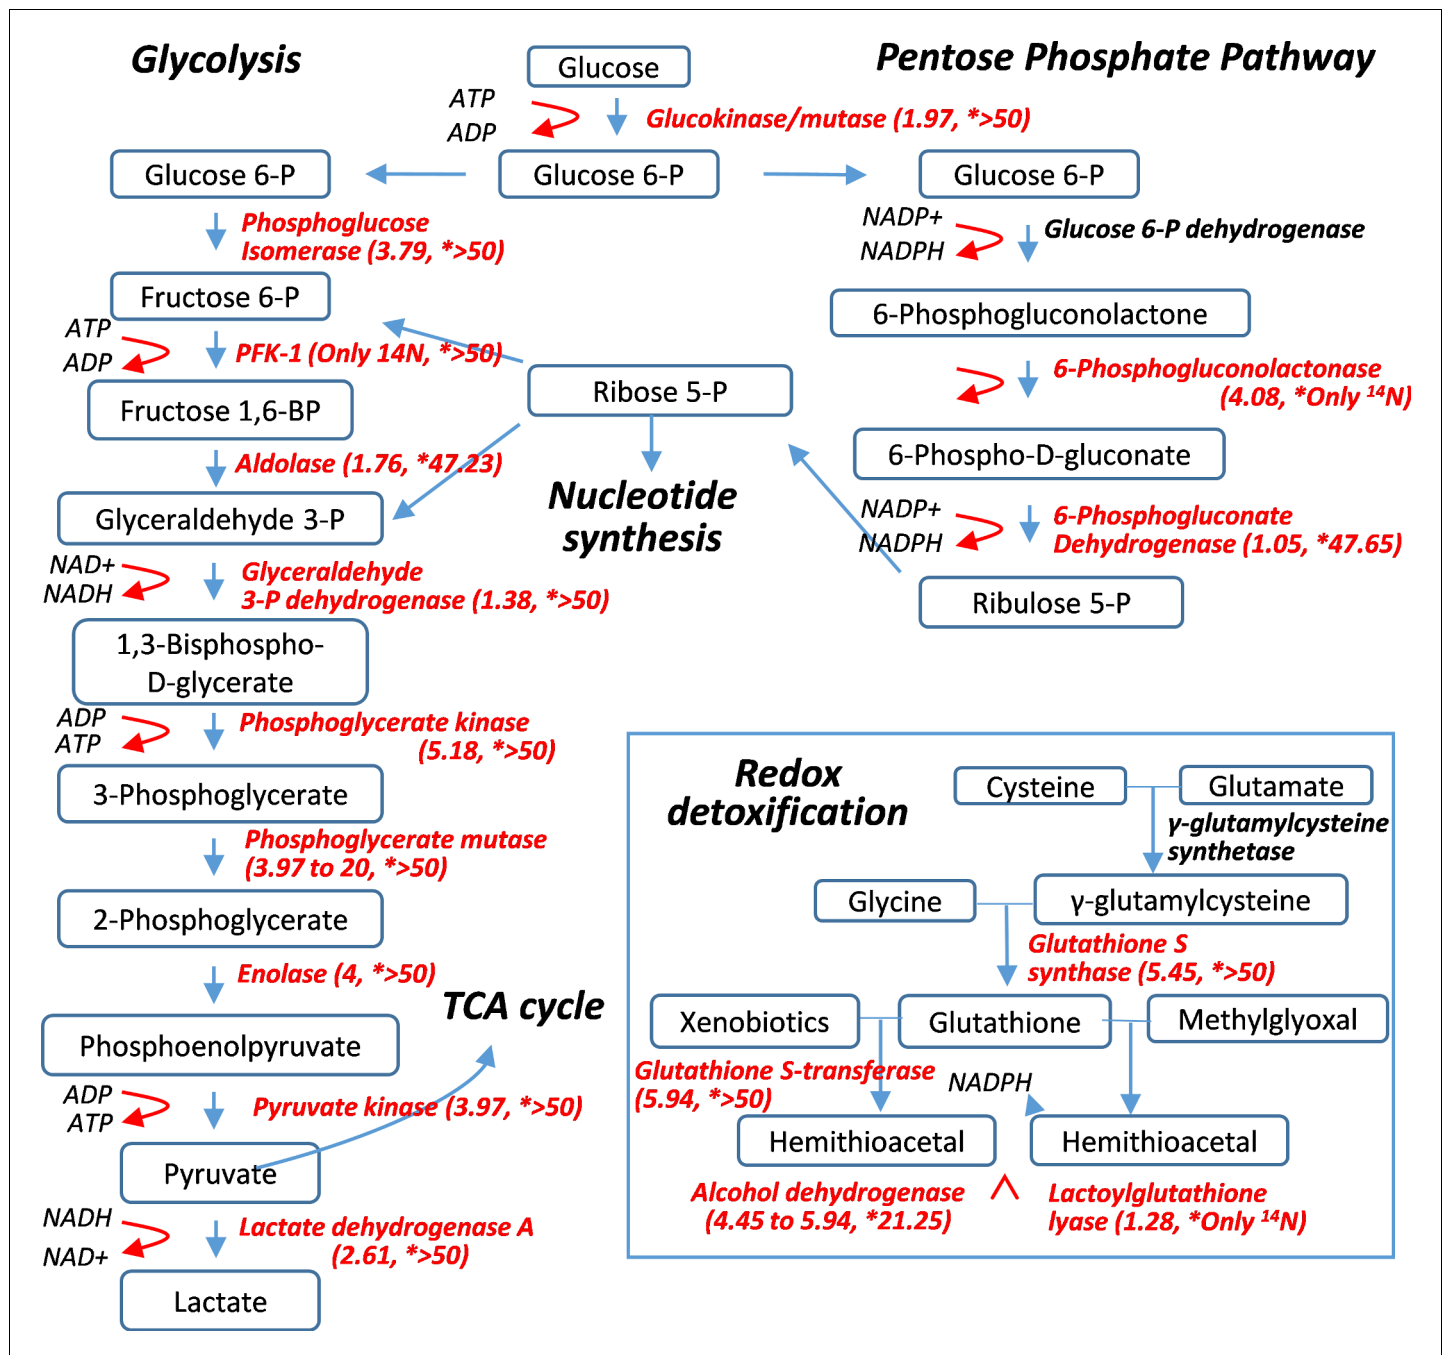 Glycolysis
Pentose Phosphate Pathway
Glucose
ATP
ADP
Glucokinase/mutase (1.97, *>50)
Glucose 6-P
Glucose 6-P
Glucose 6-P
Phosphoglucose
Isomerase (3.79, *>50)
NADP+
NADPH
Glucose 6-P dehydrogenase
Fructose 6-P
6-Phosphogluconolactone
ATP
ADP
PFK-1 (Only 14N, *>50)
6-Phosphogluconolactonase
(4.08, *Only ¹⁴N)
Ribose 5-P
Fructose 1,6-BP
6-Phospho-D-gluconate
Aldolase (1.76, *47.23)
Nucleotide
synthesis
Glyceraldehyde 3-P
NADP+
NADPH
6-Phosphogluconate
Dehydrogenase (1.05, *47.65)
NAD+
NADH
Glyceraldehyde
3-P dehydrogenase (1.38, *>50)
Ribulose 5-P
1,3-Bisphospho-
D-glycerate
ADP
ATP
Phosphoglycerate kinase
(5.18, *>50)
3-Phosphoglycerate
Phosphoglycerate mutase
(3.97 to 20, *>50)
2-Phosphoglycerate
Enolase (4, *>50)
TCA cycle
Phosphoenolpyruvate
ADP
ATP
Pyruvate kinase (3.97, *>50)
Pyruvate
NADH
NAD+
Lactate dehydrogenase A
(2.61, *>50)
Lactate
Redox
detoxification
Cysteine
Glutamate
γ-glutamylcysteine
synthetase
Glycine
γ-glutamylcysteine
Glutathione S
synthase (5.45, *>50)
Xenobiotics
Glutathione
Methylglyoxal
Glutathione S-transferase
(5.94, *>50)
NADPH
Hemithioacetal
Hemithioacetal
Alcohol dehydrogenase
(4.45 to 5.94, *21.25)
Lactoylglutathione
lyase (1.28, *Only ¹⁴N)